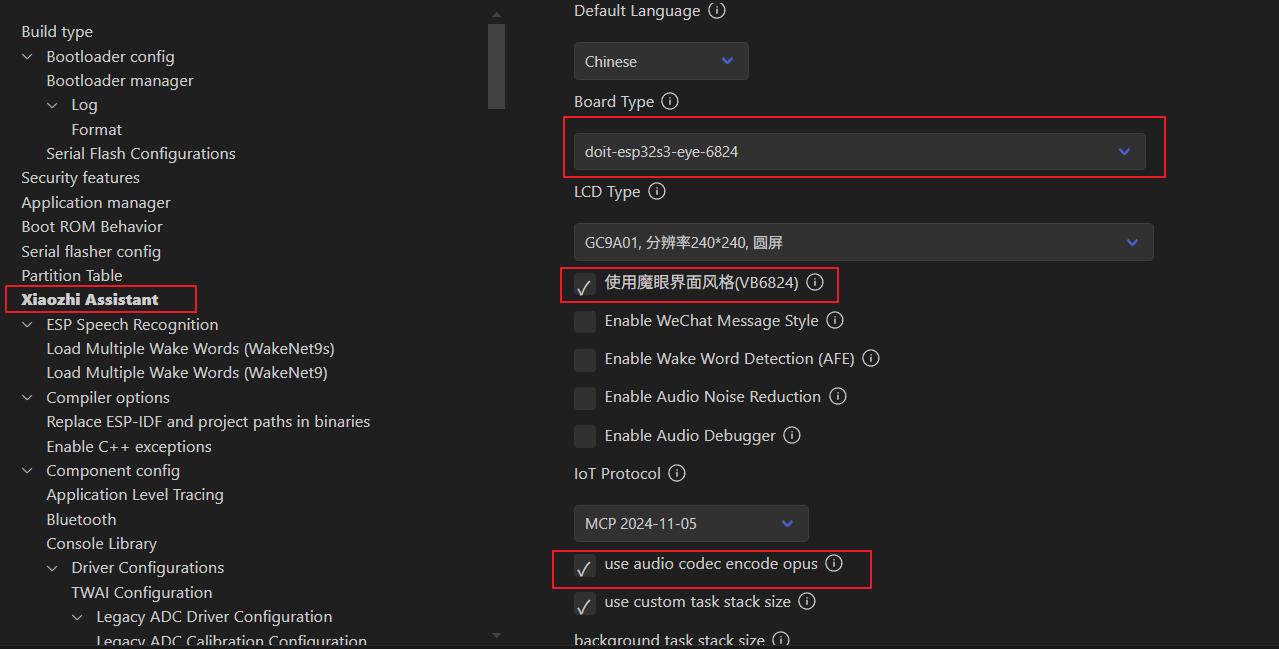 Build type
Bootloader config
Bootloader manager
Log
Format
Serial Flash Configurations
Security features
Application manager
Boot ROM Behavior
Serial flasher config
Partition Table
Xiaozhi Assistant
ESP Speech Recognition
Load Multiple Wake Words (WakeNet9s)
Load Multiple Wake Words (WakeNet9)
Compiler options
Replace ESP-IDF and project paths in binaries
Enable C++ exceptions
Component config
Application Level Tracing
Bluetooth
Console Library
Driver Configurations
TWAI Configuration
Legacy ADC Driver Configuration
Legacy ADC Calibration Configuration
Default Language
Chinese
Board Type
doit-esp32s3-eye-6824
LCD Type
GC9A01, 分辨率240*240, 圆屏
使用魔眼界面风格(VB6824)
Enable WeChat Message Style
Enable Wake Word Detection (AFE)
Enable Audio Noise Reduction
Enable Audio Debugger
IoT Protocol
MCP 2024-11-05
use audio codec encode opus
use custom task stack size
background task stack size